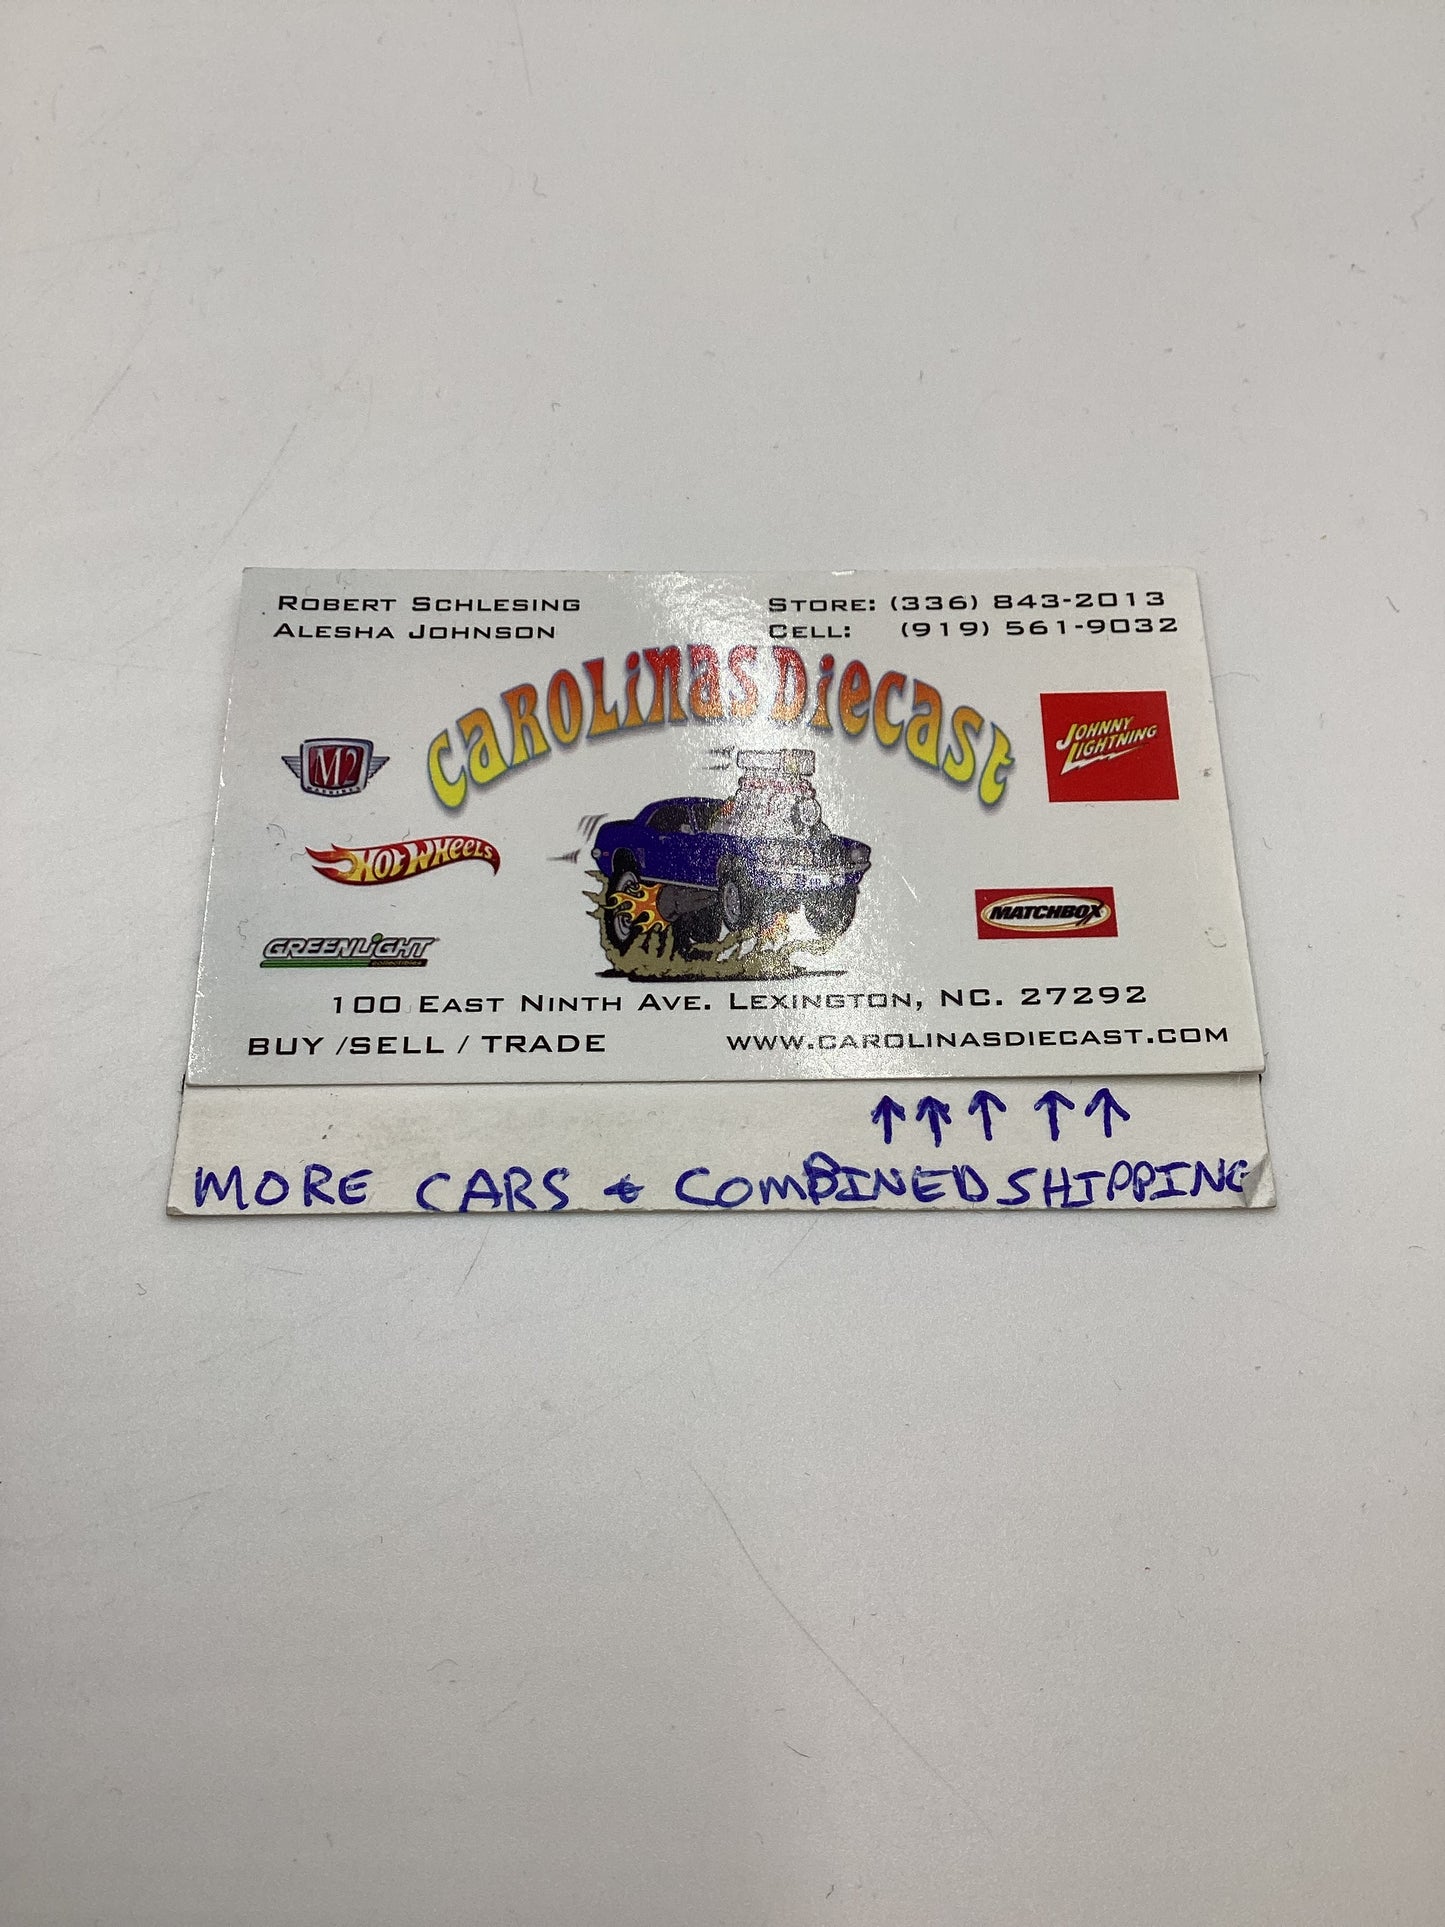 ROBERT SCHLESING
ALESHA JOHNSON
STORE: (336) 843-2013
CELL: (919) 561-9032
CAROLINAS DIECAST
M2
MACHINES
JOHNNY
LIGHTNING
HOT WHEELS
MATCHBOX
GREENLIGHT
collectibles
100 EAST NINTH AVE. LEXINGTON, NC. 27292
BUY /SELL / TRADE
WWW.CAROLINASDIECAST.COM
↑ ↑ ↑ ↑ ↑
MORE CARS & COMBINED SHIPPING